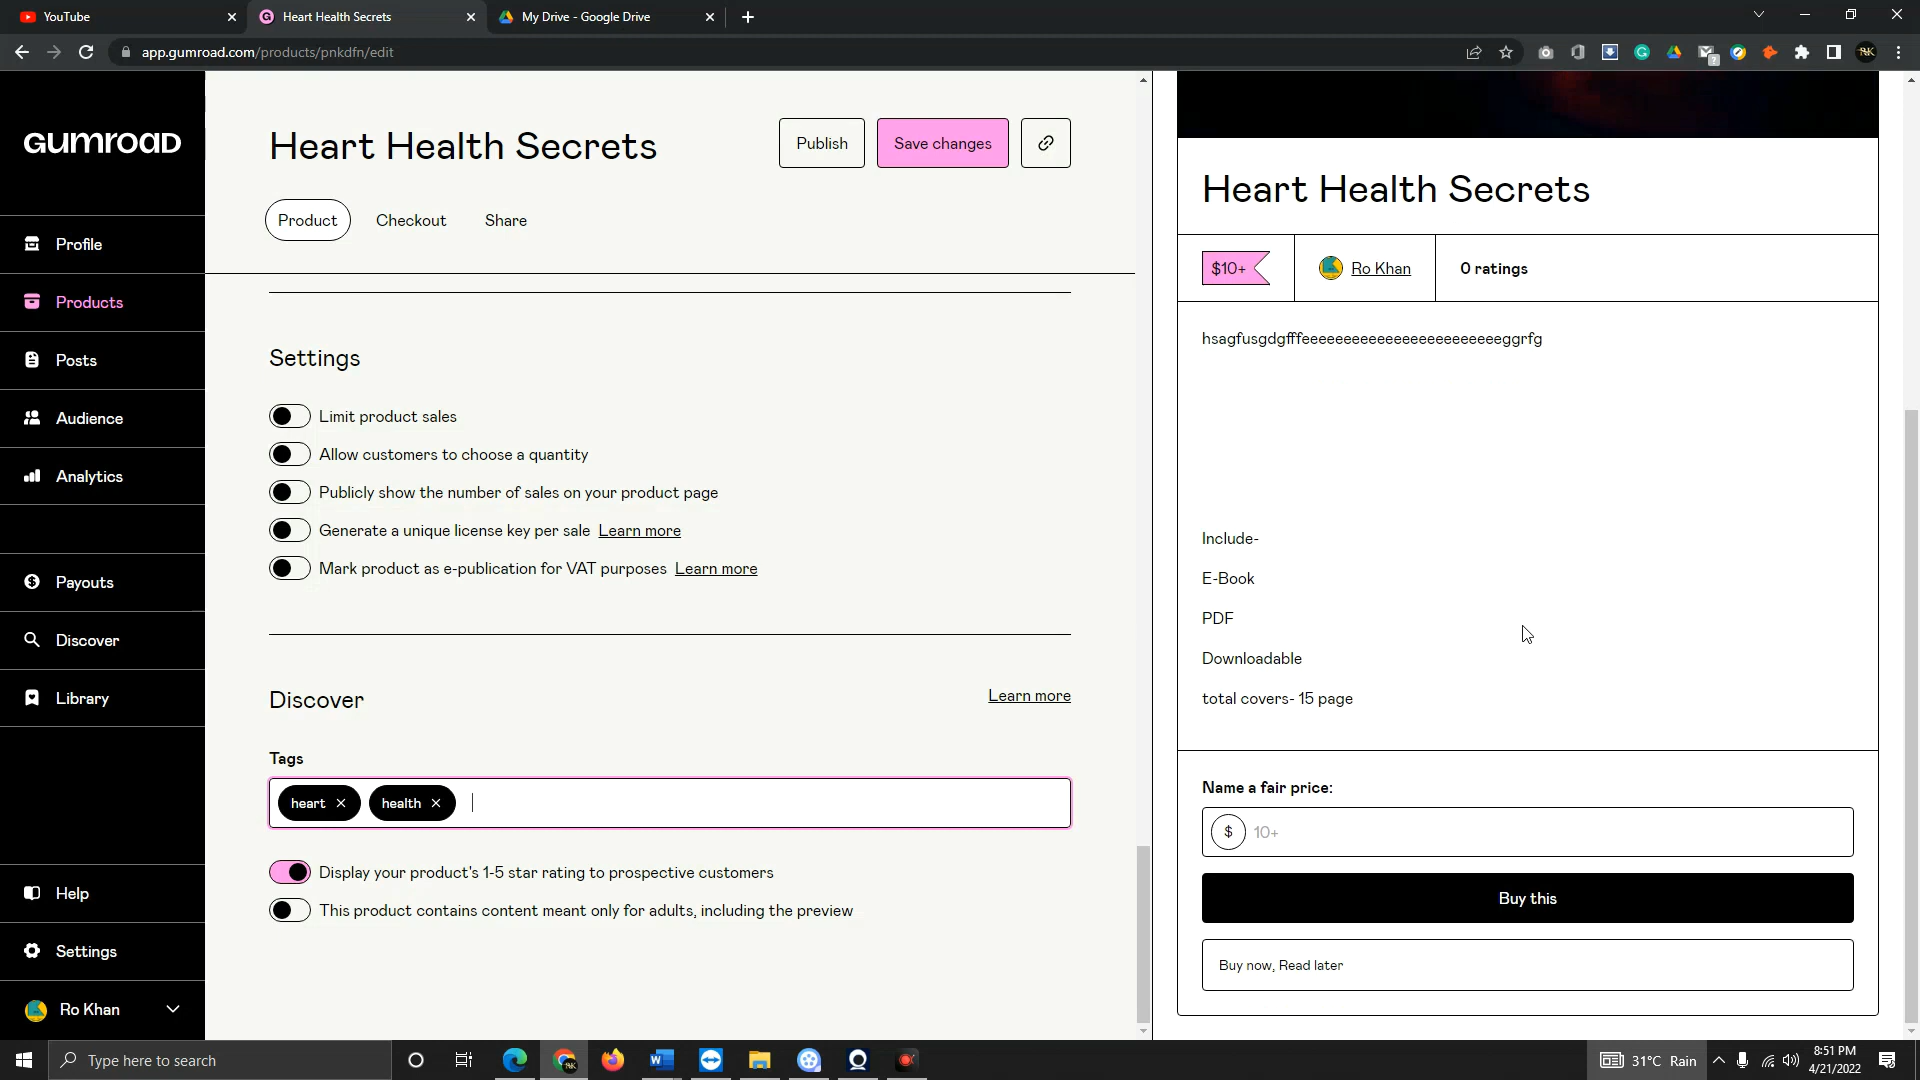 YouTube
Heart Health Secrets
My Drive - Google Drive
app.gumroad.com/products/pnkdfn/edit
GUMROAD
Profile
Products
Posts
Audience
Analytics
Payouts
Discover
Library
Help
Settings
Ro Khan
Heart Health Secrets
Publish
Save changes
Product
Checkout
Share
Settings
Limit product sales
Allow customers to choose a quantity
Publicly show the number of sales on your product page
Generate a unique license key per sale Learn more
Mark product as e-publication for VAT purposes Learn more
Discover
Learn more
Tags
heart
health
Display your product's 1-5 star rating to prospective customers
This product contains content meant only for adults, including the preview
Heart Health Secrets
$10+
Ro Khan
0 ratings
Include-
E-Book
PDF
Downloadable
total covers- 15 page
Name a fair price:
$ 10+
Buy this
Buy now, Read later
Type here to search
31°C Rain
8:51 PM
4/21/2022